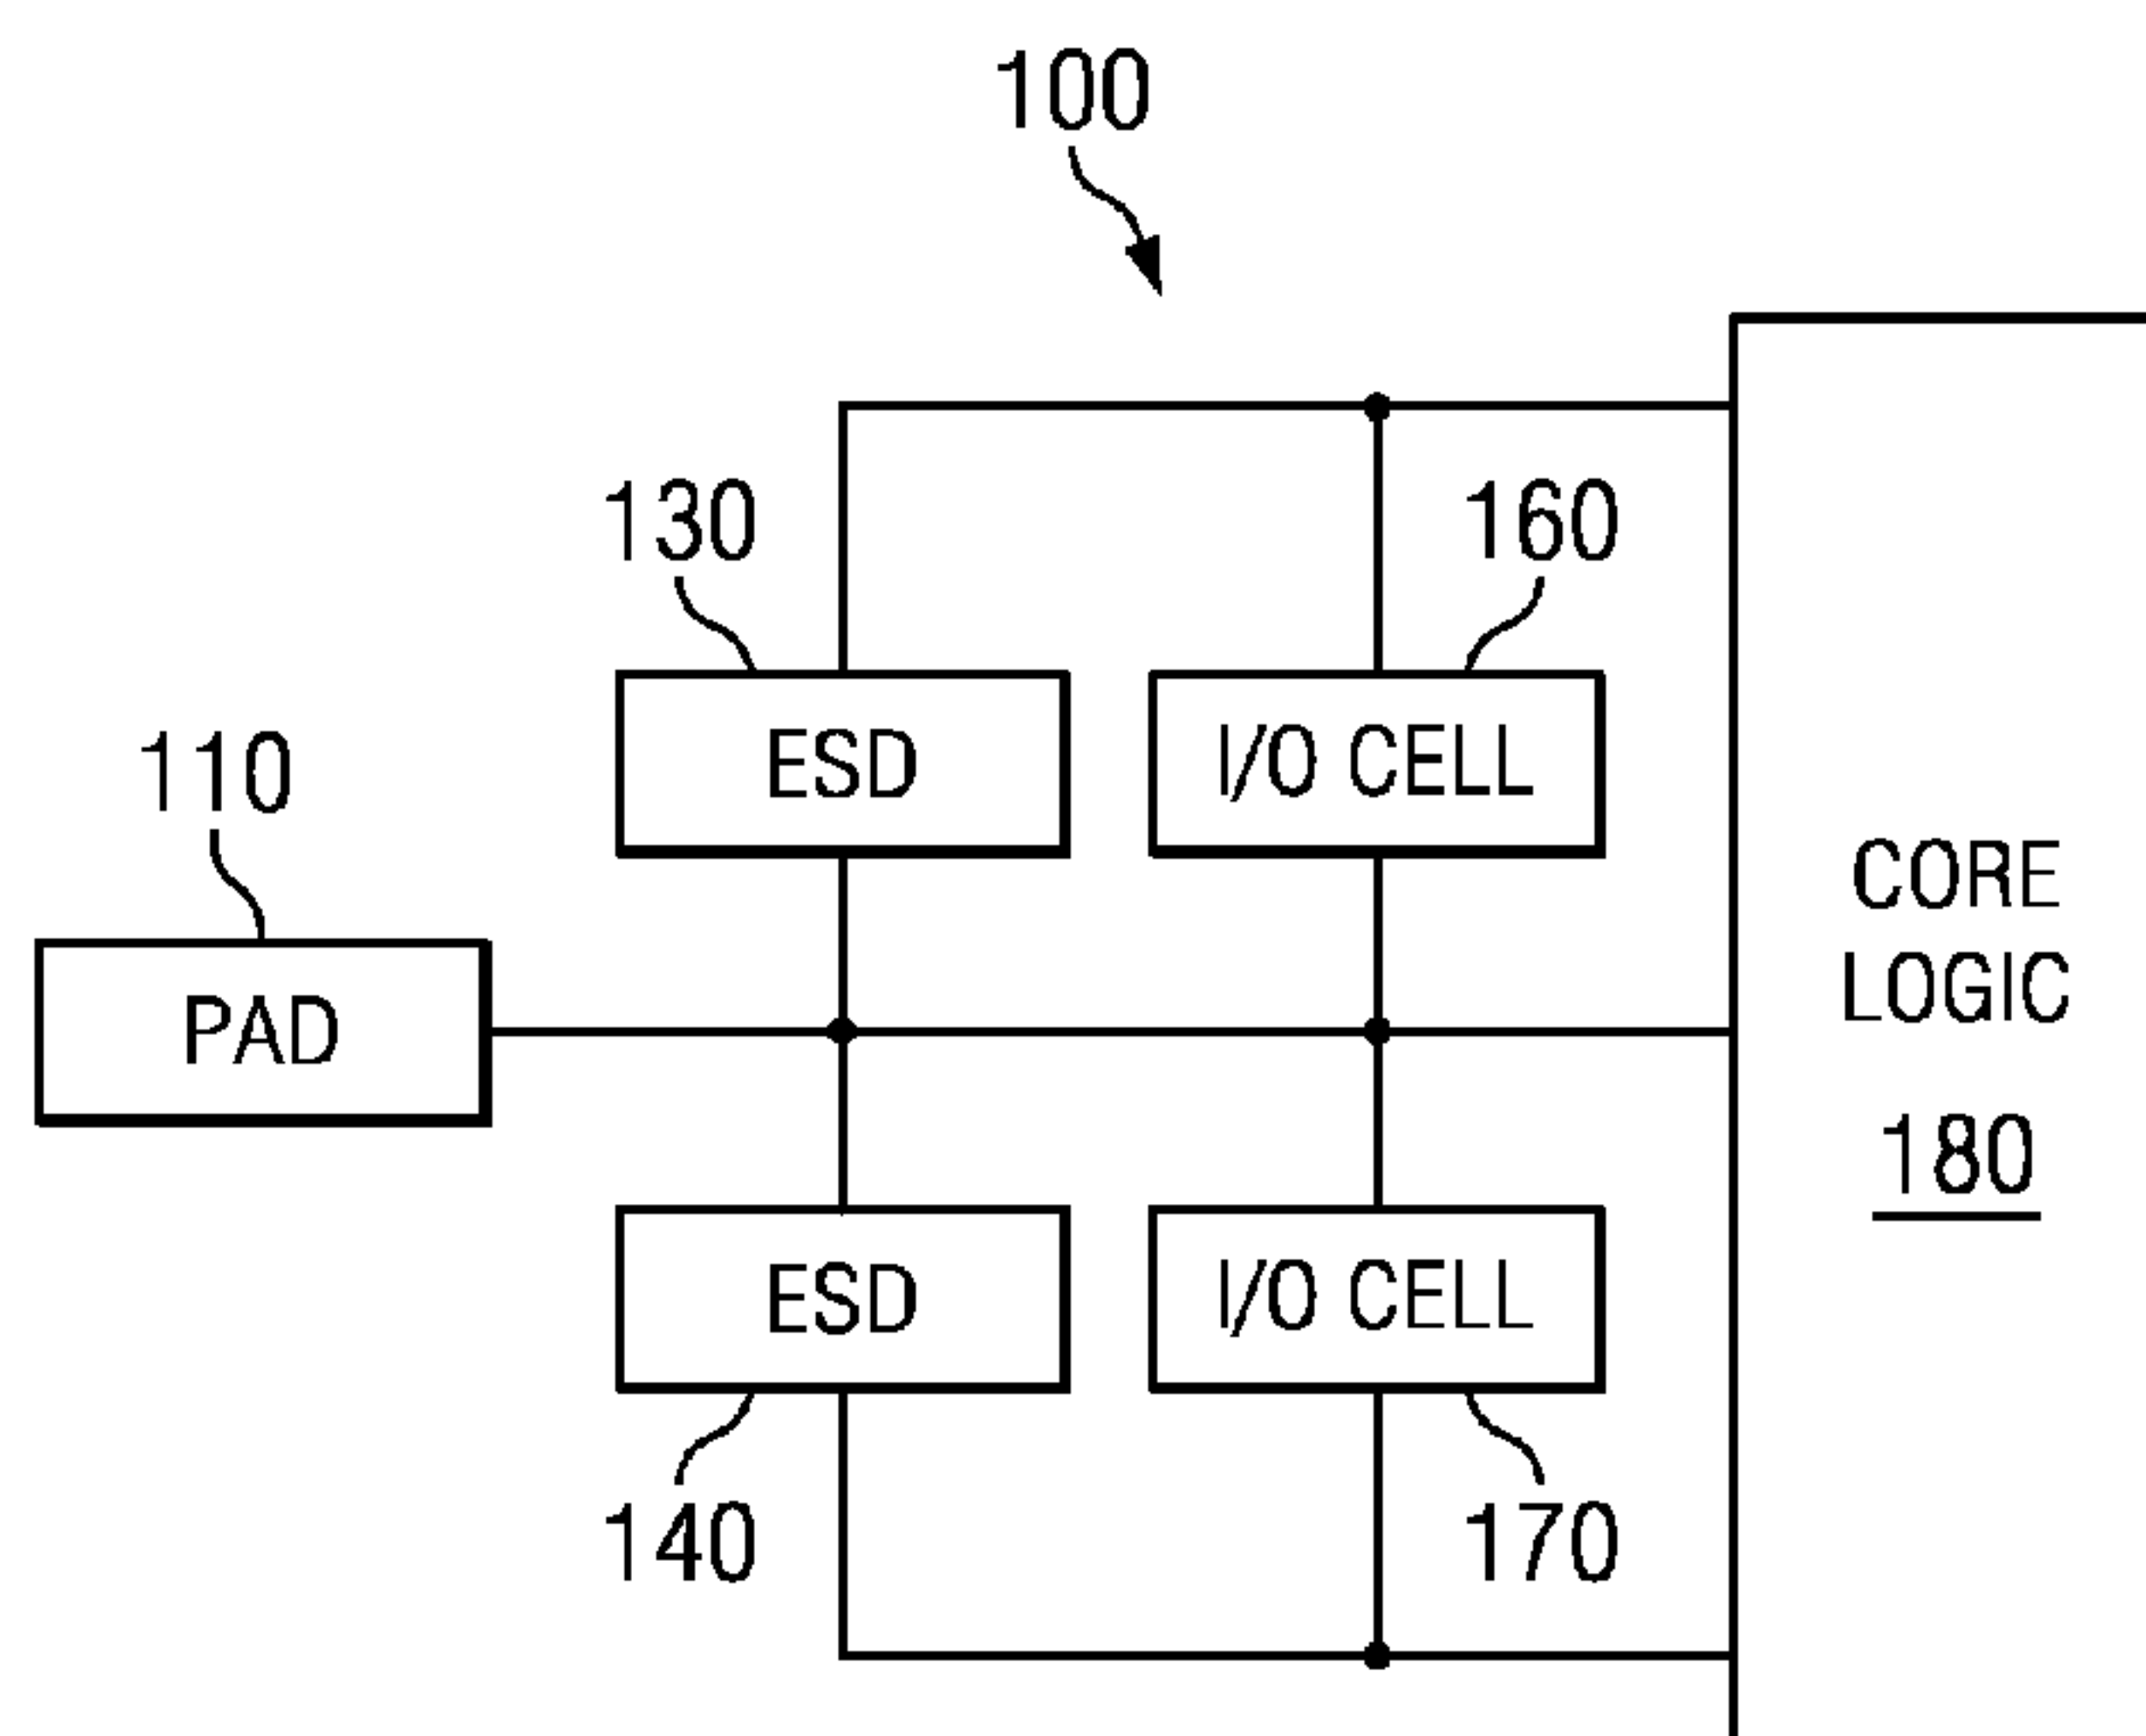 100
130
160
110
ESD
I/O CELL
CORE
LOGIC
PAD
180
ESD
I/O CELL
140
170